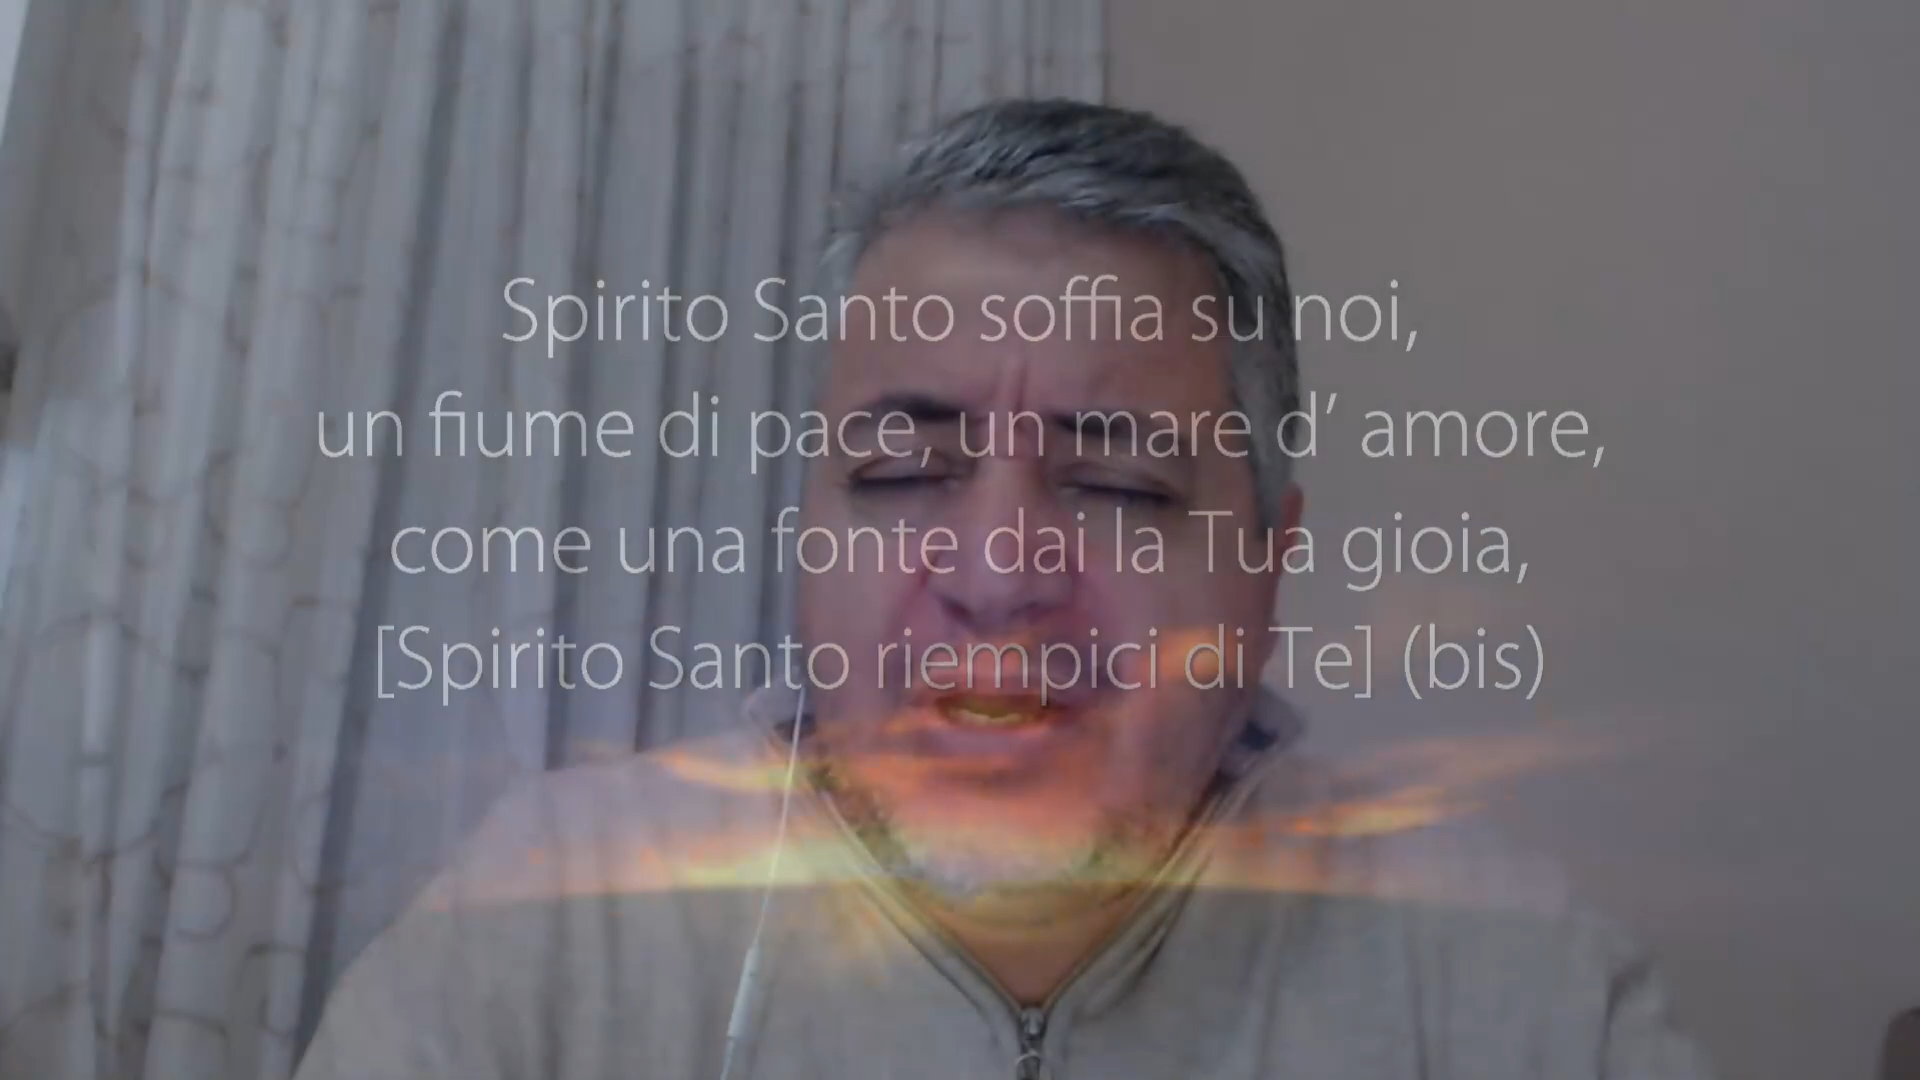 Spirito Santo soffia su noi,
un fiume di pace, un mare d’ amore,
come una fonte dai la Tua gioia,
[Spirito Santo riempici di Te] (bis)